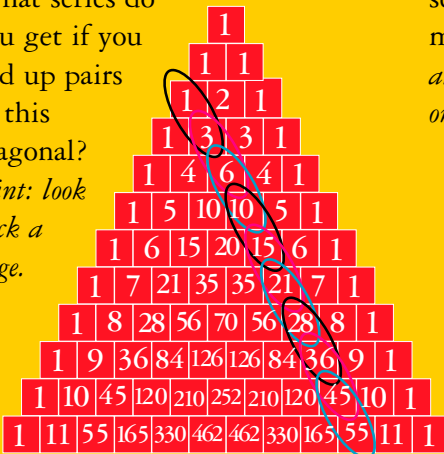 hat series do
u get if you
d up pairs
this
agonal?
int: look
ck a
ge.
s
m
a
o
1
1 1
1 2 1
1 3 3 1
1 4 6 4 1
1 5 10 10 5 1
1 6 15 20 15 6 1
1 7 21 35 35 21 7 1
1 8 28 56 70 56 28 8 1
1 9 36 84 126 126 84 36 9 1
1 10 45 120 210 252 210 120 45 10 1
1 11 55 165 330 462 462 330 165 55 11 1